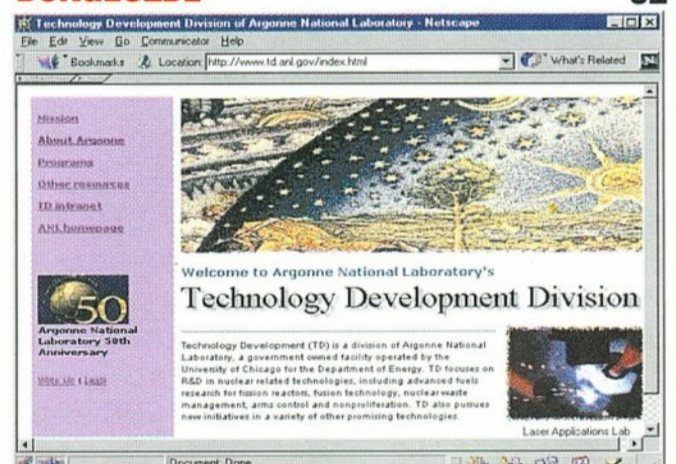 Technology Development Division of Argonne National Laboratory - Netscape
File Edit View Go Communicator Help
Bookmarks Location: http://www.td.anl.gov/index.html What's Related N
Mission
About Argonne
Programs
Other resources
TD intranet
ANL homepage
50
Argonne National
Laboratory 50th
Anniversary
Write Us | Legal
Welcome to Argonne National Laboratory's
Technology Development Division
Technology Development (TD) is a division of Argonne National
Laboratory, a government owned facility operated by the
University of Chicago for the Department of Energy. TD focuses on
R&D in nuclear related technologies, including advanced fuels
research for fission reactors, fusion technology, nuclear waste
management, arms control and nonproliferation. TD also pursues
new initiatives in a variety of other promising technologies.
Laser Applications Lab
Document: Done